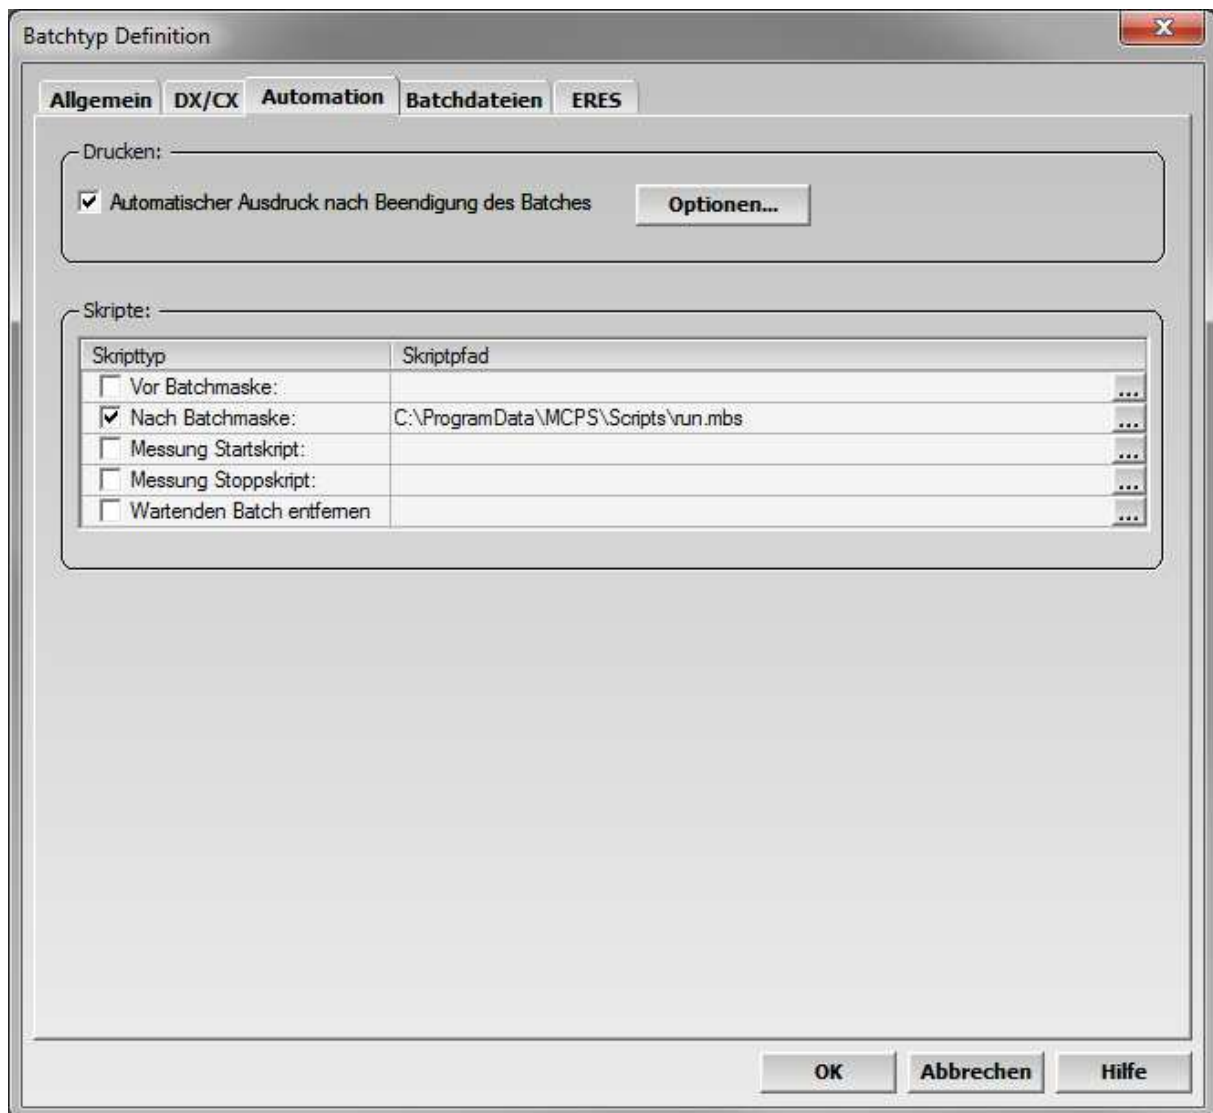 Batchtyp Definition
Allgemein DX/CX Automation Batchdateien ERES
Drucken:
Automatischer Ausdruck nach Beendigung des Batches Optionen...
Skripte:
Skripttyp Skriptpfad
Vor Batchmaske: ...
Nach Batchmaske: C:\ProgramData\MCPS\Scripts\run.mbs ...
Messung Startskript: ...
Messung Stoppskript: ...
Wartenden Batch entfernen ...
OK Abbrechen Hilfe